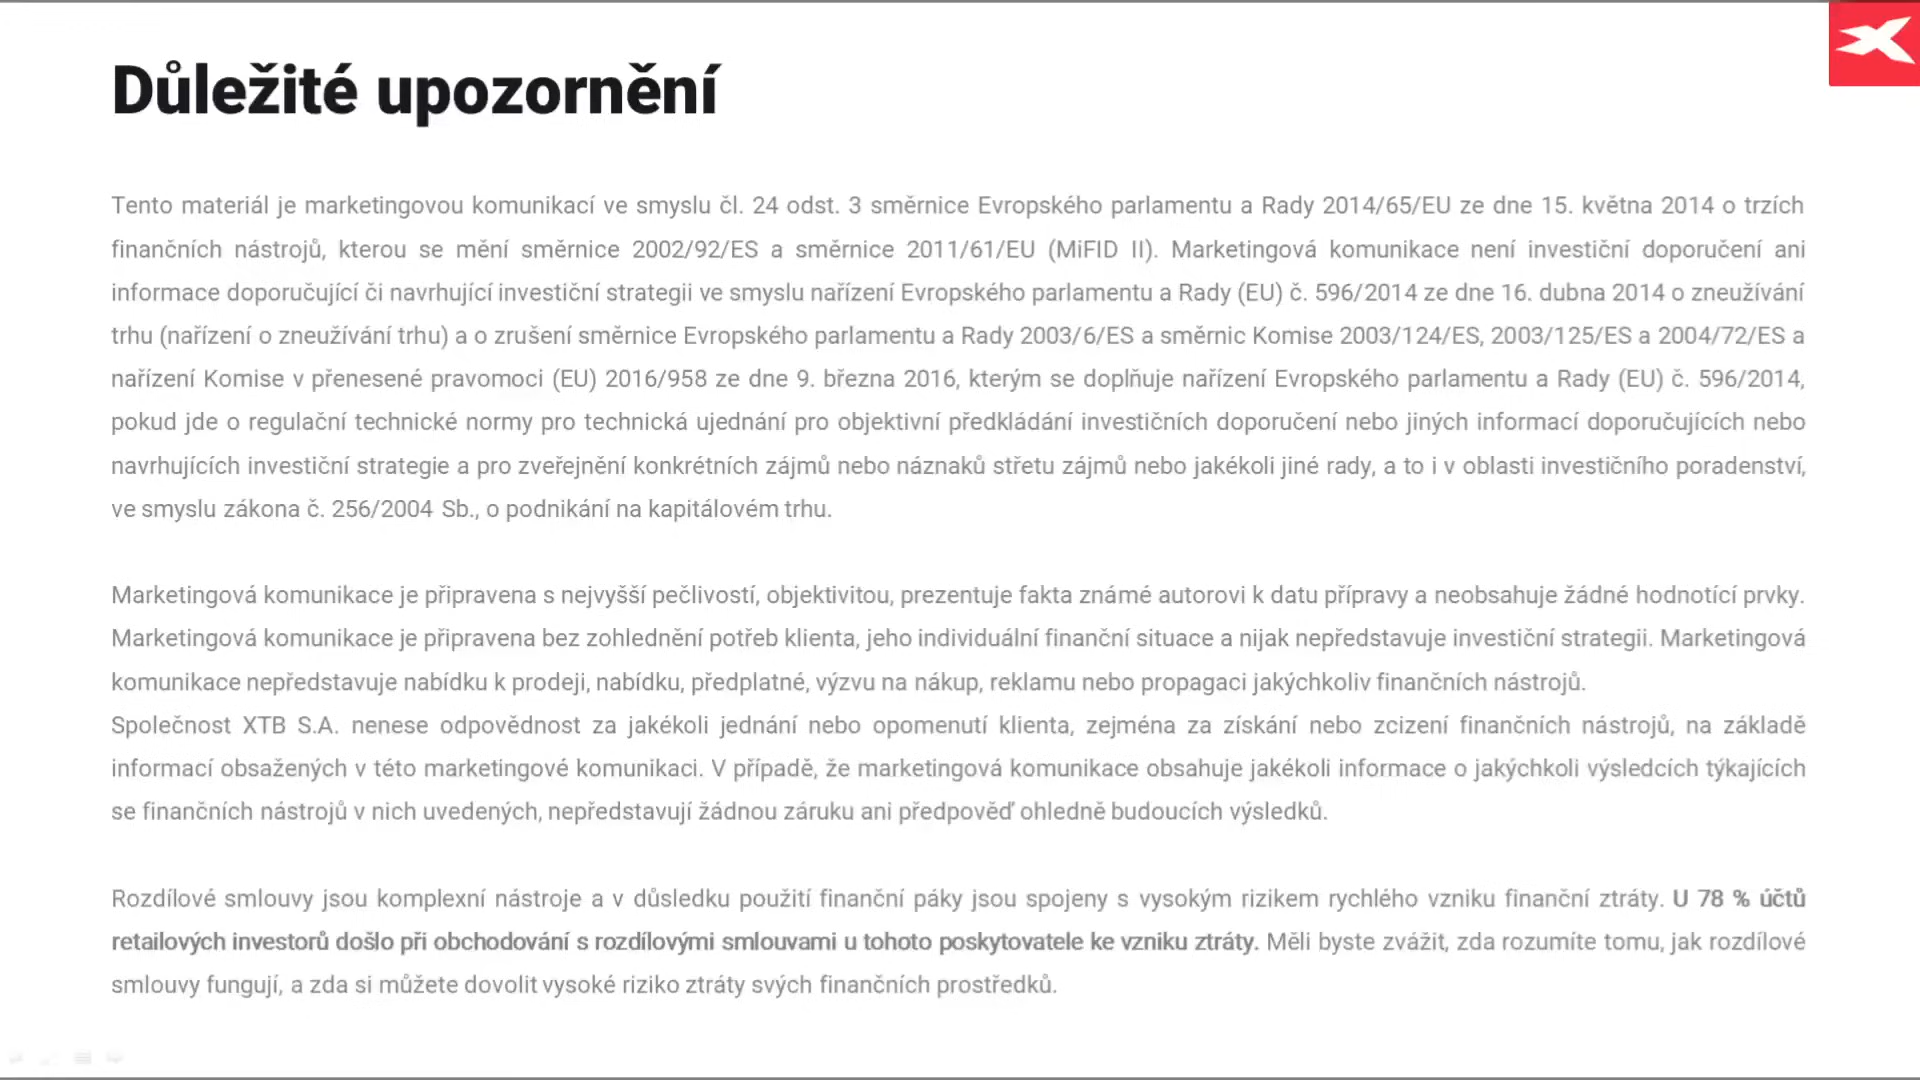 Důležité upozornění
Tento materiál je marketingovou komunikací ve smyslu čl. 24 odst. 3 směrnice Evropského parlamentu a Rady 2014/65/EU ze dne 15. května 2014 o trzích
finančních nástrojů, kterou se mění směrnice 2002/92/ES a směrnice 2011/61/EU (MiFID II). Marketingová komunikace není investiční doporučení ani
informace doporučující či navrhující investiční strategii ve smyslu nařízení Evropského parlamentu a Rady (EU) č. 596/2014 ze dne 16. dubna 2014 o zneužívání
trhu (nařízení o zneužívání trhu) a o zrušení směrnice Evropského parlamentu a Rady 2003/6/ES a směrnic Komise 2003/124/ES, 2003/125/ES a 2004/72/ES a
nařízení Komise v přenesené pravomoci (EU) 2016/958 ze dne 9. března 2016, kterým se doplňuje nařízení Evropského parlamentu a Rady (EU) č. 596/2014,
pokud jde o regulační technické normy pro technická ujednání pro objektivní předkládání investičních doporučení nebo jiných informací doporučujících nebo
navrhujících investiční strategie a pro zveřejnění konkrétních zájmů nebo náznaků střetu zájmů nebo jakékoli jiné rady, a to i v oblasti investičního poradenství,
ve smyslu zákona č. 256/2004 Sb., o podnikání na kapitálovém trhu.
Marketingová komunikace je připravena s nejvyšší pečlivostí, objektivitou, prezentuje fakta známé autorovi k datu přípravy a neobsahuje žádné hodnotící prvky.
Marketingová komunikace je připravena bez zohlednění potřeb klienta, jeho individuální finanční situace a nijak nepředstavuje investiční strategii. Marketingová
komunikace nepředstavuje nabídku k prodeji, nabídku, předplatné, výzvu na nákup, reklamu nebo propagaci jakýchkoliv finančních nástrojů.
Společnost XTB S.A. nenese odpovědnost za jakékoli jednání nebo opomenutí klienta, zejména za získání nebo zcizení finančních nástrojů, na základě
informací obsažených v této marketingové komunikaci. V případě, že marketingová komunikace obsahuje jakékoli informace o jakýchkoli výsledcích týkajících
se finančních nástrojů v nich uvedených, nepředstavují žádnou záruku ani předpověď ohledně budoucích výsledků.
Rozdílové smlouvy jsou komplexní nástroje a v důsledku použití finanční páky jsou spojeny s vysokým rizikem rychlého vzniku finanční ztráty. U 78 % účtů
retailových investorů došlo při obchodování s rozdílovými smlouvami u tohoto poskytovatele ke vzniku ztráty. Měli byste zvážit, zda rozumíte tomu, jak rozdílové
smlouvy fungují, a zda si můžete dovolit vysoké riziko ztráty svých finančních prostředků.